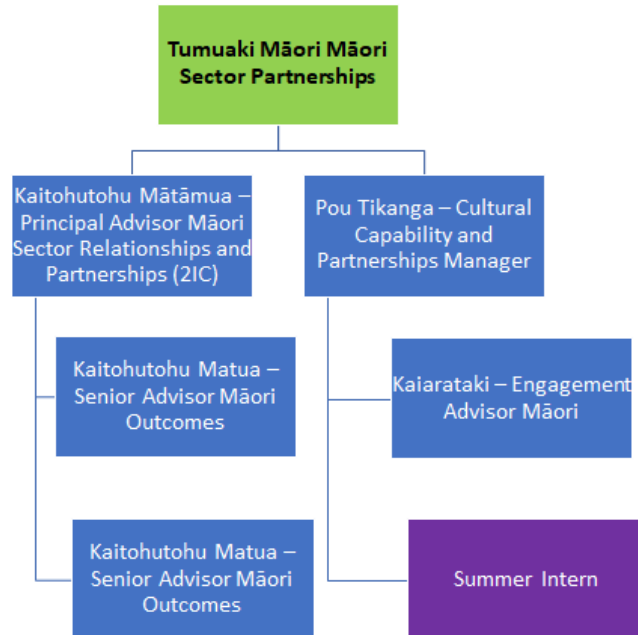 Tumuaki Māori Māori
Sector Partnerships
Kaitohutohu Mātāmua –
Principal Advisor Māori
Sector Relationships and
Partnerships (2IC)
Pou Tikanga – Cultural
Capability and
Partnerships Manager
Kaitohutohu Matua –
Senior Advisor Māori
Outcomes
Kaiarataki – Engagement
Advisor Māori
Kaitohutohu Matua –
Senior Advisor Māori
Outcomes
Summer Intern